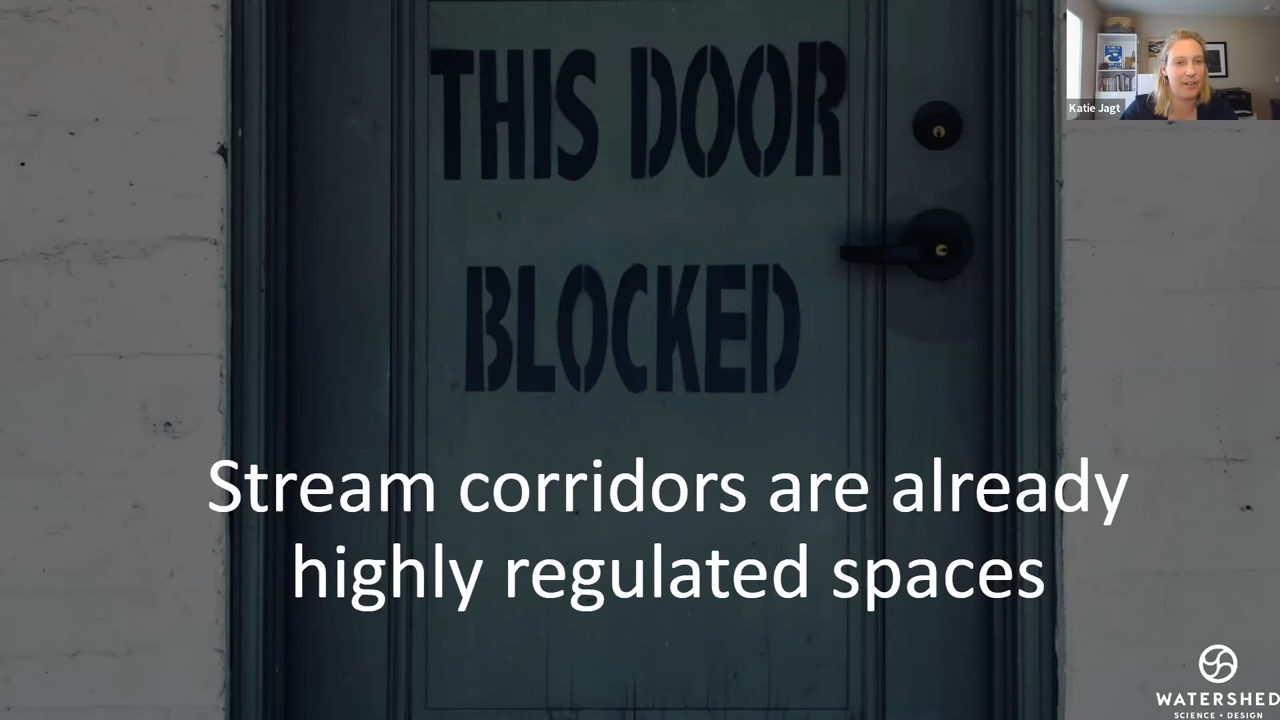 THIS DOOR
BLOCKED
Katie Jagt
Stream corridors are already
highly regulated spaces
WATERSHED
SCIENCE • DESIGN